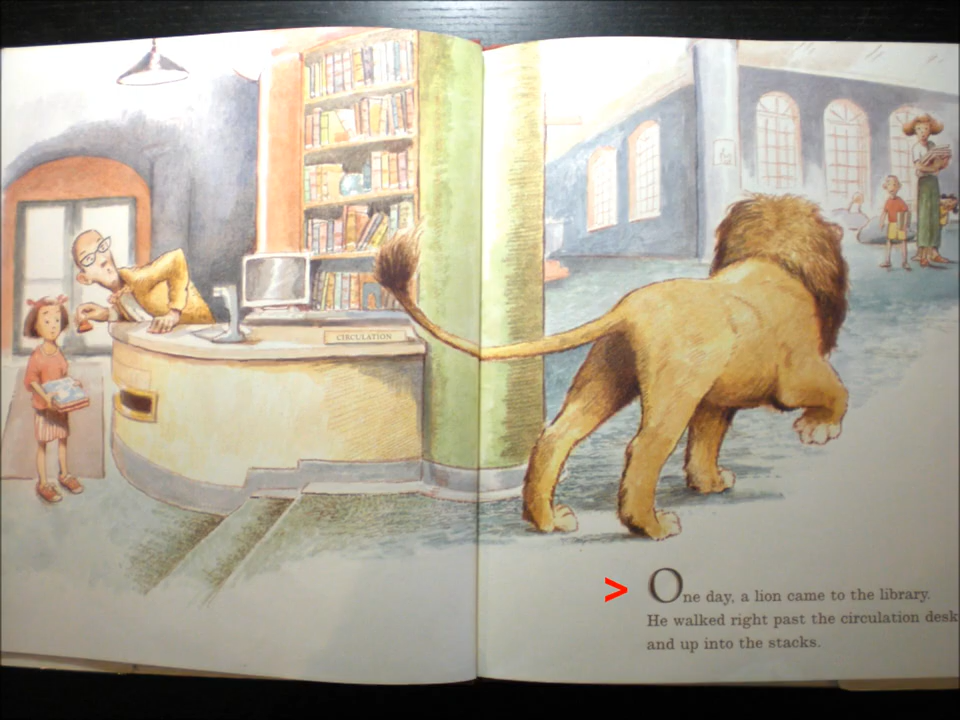 CIRCULATION
> One day, a lion came to the library.
He walked right past the circulation desk
and up into the stacks.